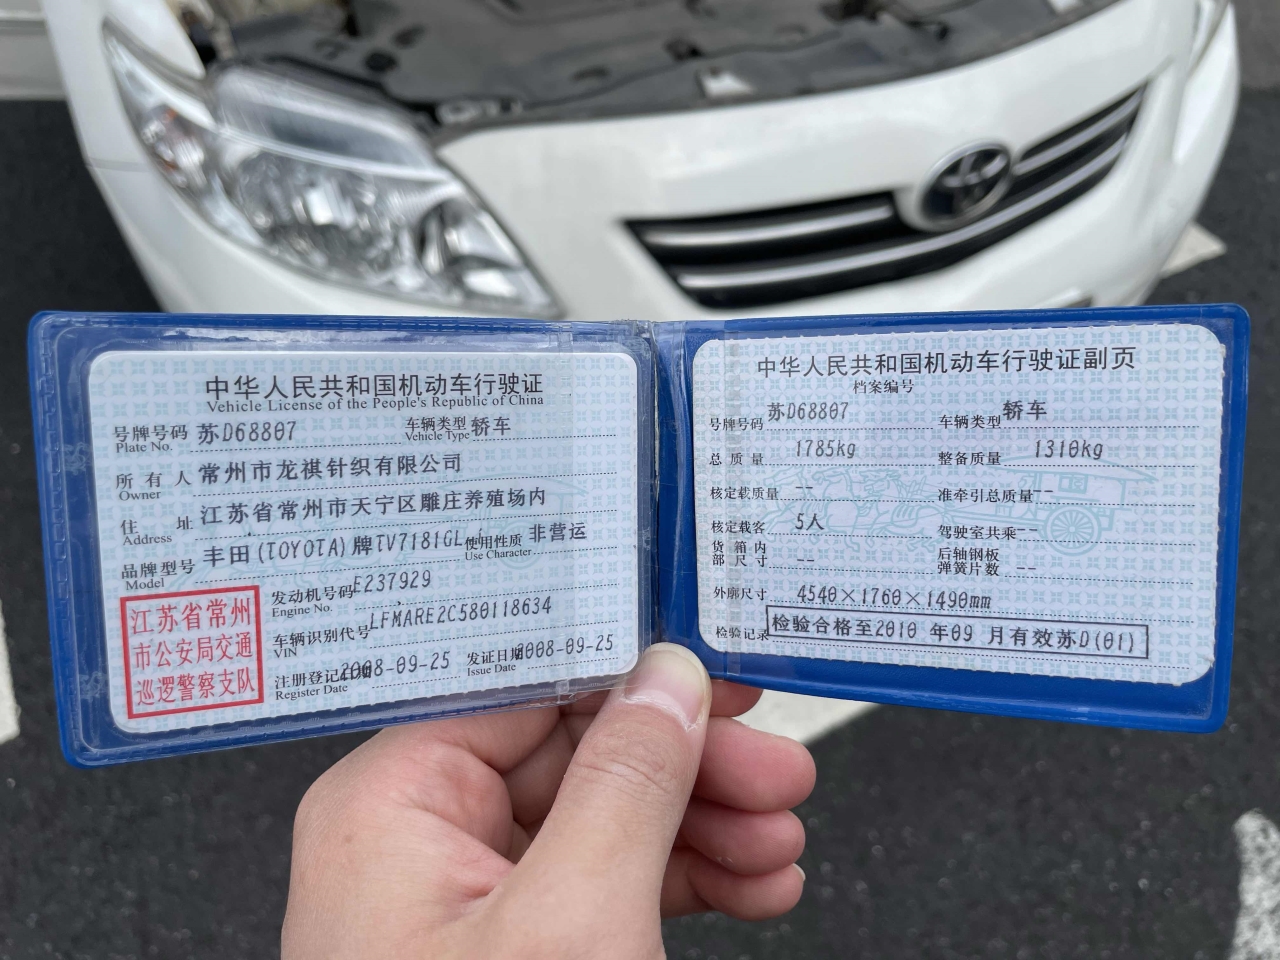 中华人民共和国机动车行驶证
Vehicle License of the People's Republic of China
号牌号码 苏D68807 车辆类型 轿车
Plate No. Vehicle Type
所有人 常州市龙祺针织有限公司
Owner
住址 江苏省常州市天宁区雕庄养殖场内
Address
品牌型号 丰田(TOYOTA)牌TV7181GL 使用性质 非营运
Model Use Character
江苏省常州
市公安局交通
巡逻警察支队
发动机号码 E237929
Engine No.
车辆识别代号 LFMARE2C580118634
VIN
注册登记日期 2008-09-25 发证日期 2008-09-25
Register Date Issue Date
中华人民共和国机动车行驶证副页
档案编号
号牌号码 苏D68807 车辆类型 轿车
总质量 1785kg 整备质量 1310kg
核定载质量 -- 准牵引总质量 --
核定载客 5人 驾驶室共乘 --
货箱内部尺寸 -- 后轴钢板弹簧片数 --
外廓尺寸 4540×1760×1490mm
检验记录 检验合格至2010 年09 月有效苏D(01)